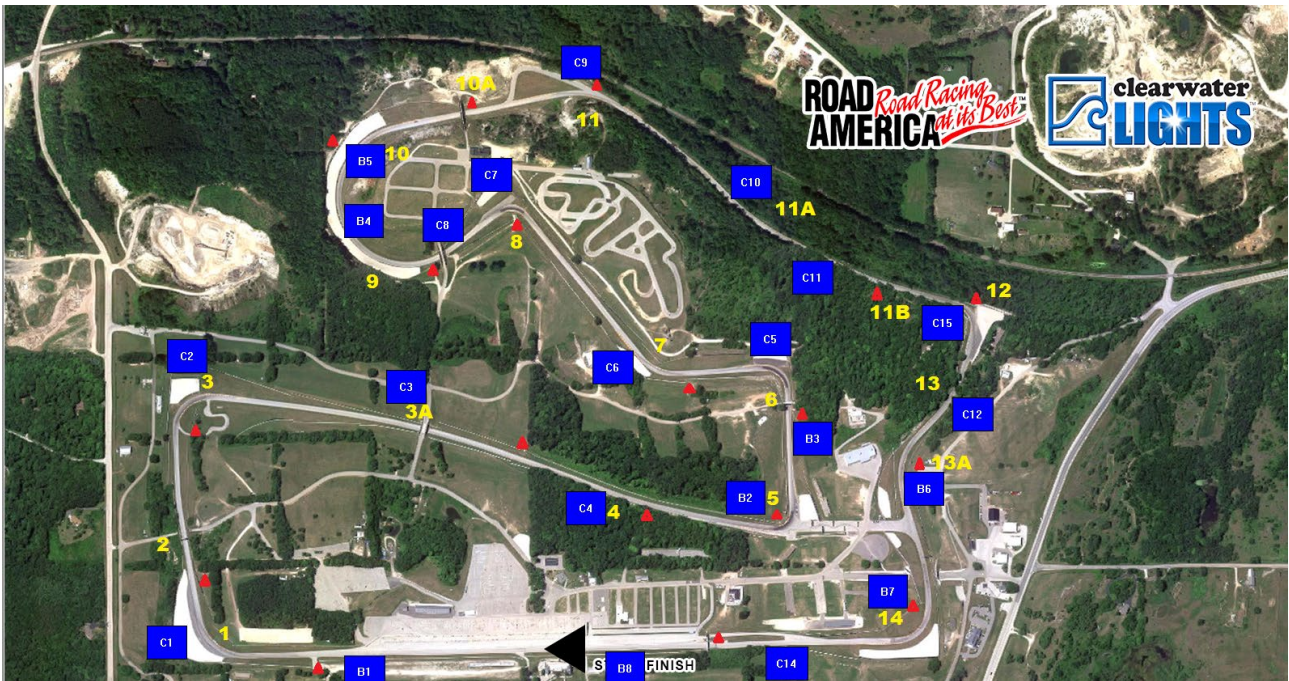 C9
10A
ROAD
AMERICA
Road Racing
at its Best™
clearwater
LIGHTS™
11
B5
10
C7
C10
11A
B4
C8
8
9
C11
11B
12
C15
C2
3
C6
7
C5
C3
3A
6
13
C12
B3
13A
B6
C4
4
B2
5
2
B7
14
C1
1
B1
B8
FINISH
C14